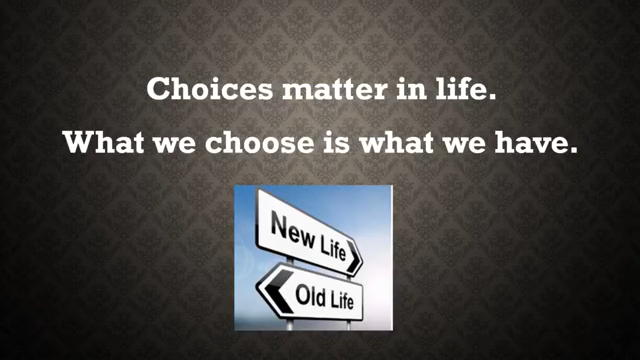 Choices matter in life.
What we choose is what we have.
New Life
Old Life